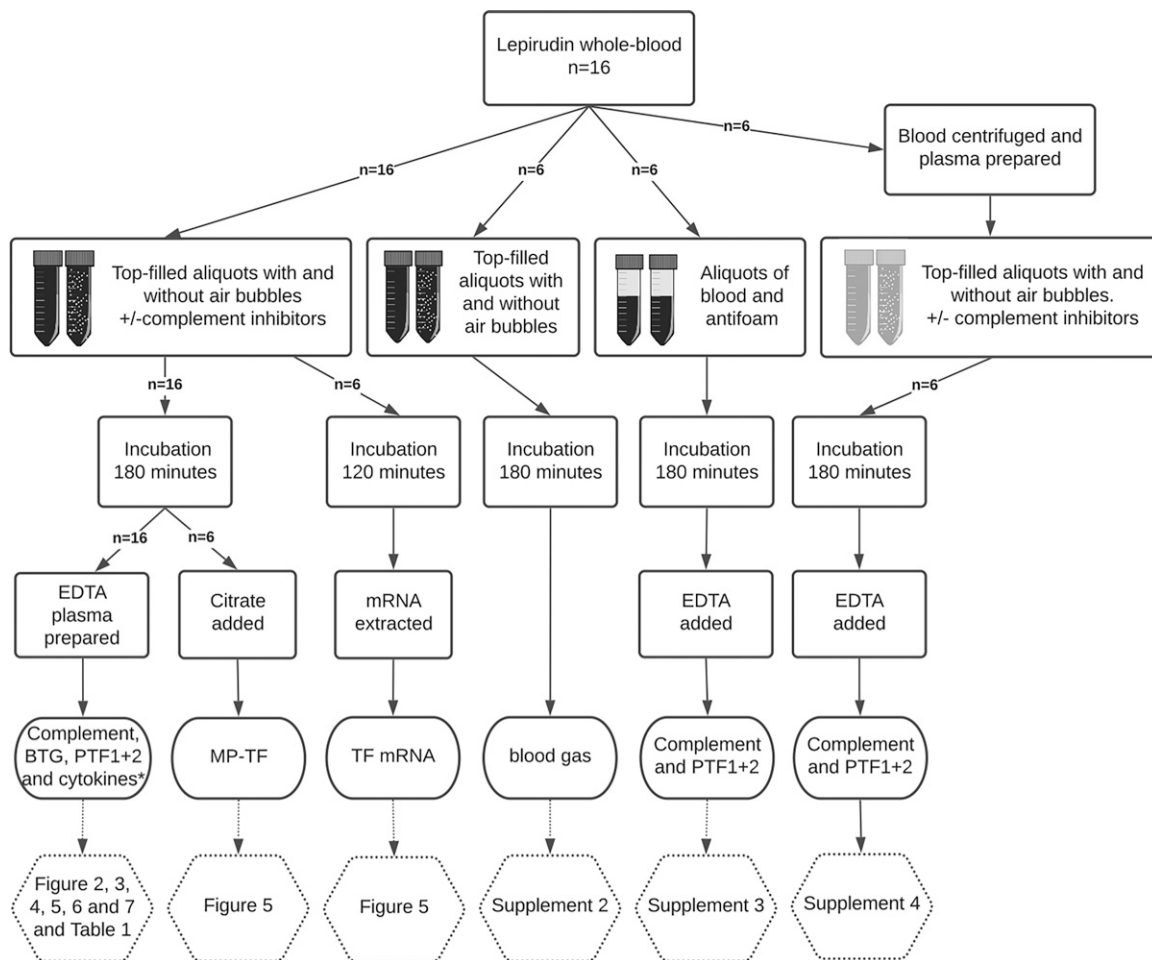 Lepirudin whole-blood
n=16
n=6
Blood centrifuged and
plasma prepared
n=16
n=6
n=6
Top-filled aliquots with and
without air bubbles
+/-complement inhibitors
Top-filled
aliquots with
and without
air bubbles
Aliquots of
blood and
antifoam
Top-filled aliquots with and
without air bubbles.
+/- complement inhibitors
n=16
n=6
n=6
Incubation
180 minutes
Incubation
120 minutes
Incubation
180 minutes
Incubation
180 minutes
Incubation
180 minutes
n=16
n=6
EDTA
plasma
prepared
Citrate
added
mRNA
extracted
EDTA
added
EDTA
added
Complement,
BTG, PTF1+2
and cytokines*
MP-TF
TF mRNA
blood gas
Complement
and PTF1+2
Complement
and PTF1+2
Figure 2, 3,
4, 5, 6 and 7
and Table 1
Figure 5
Figure 5
Supplement 2
Supplement 3
Supplement 4